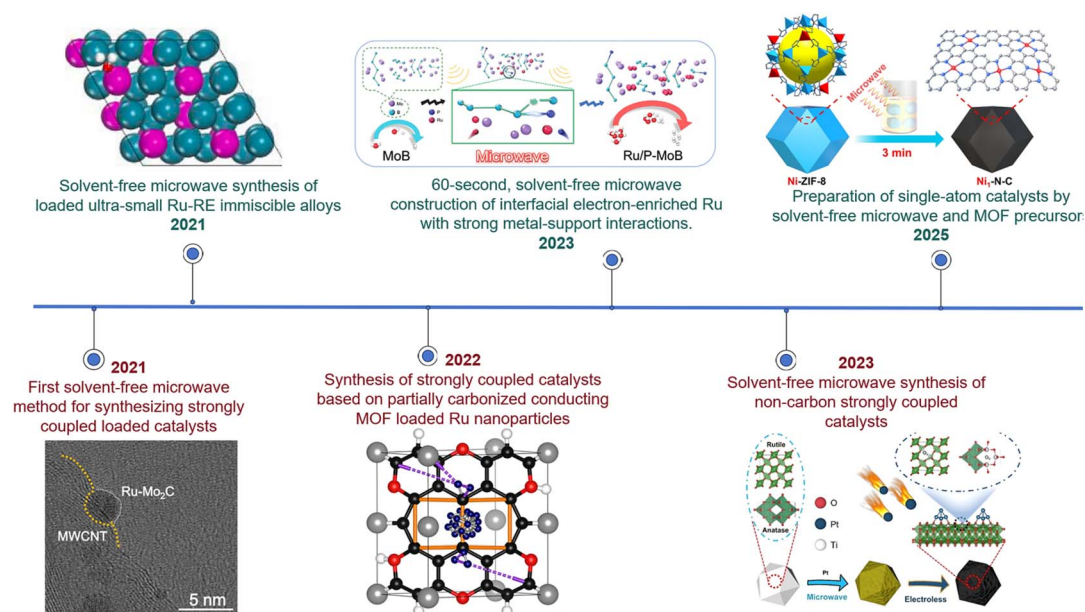 Solvent-free microwave synthesis of
loaded ultra-small Ru-RE immiscible alloys
2021
Mo
B
P
Ru
MoB
Microwave
Ru/P-MoB
60-second, solvent-free microwave
construction of interfacial electron-enriched Ru
with strong metal-support interactions.
2023
Microwave
3 min
Ni-ZIF-8
Ni1-N-C
Preparation of single-atom catalysts by
solvent-free microwave and MOF precursor
2025
2021
First solvent-free microwave
method for synthesizing strongly
coupled loaded catalysts
Ru-Mo2C
MWCNT
5 nm
2022
Synthesis of strongly coupled catalysts
based on partially carbonized conducting
MOF loaded Ru nanoparticles
2023
Solvent-free microwave synthesis of
non-carbon strongly coupled
catalysts
Rutile
Anatase
O
Pt
Ti
Pt
Microwave
Electroless